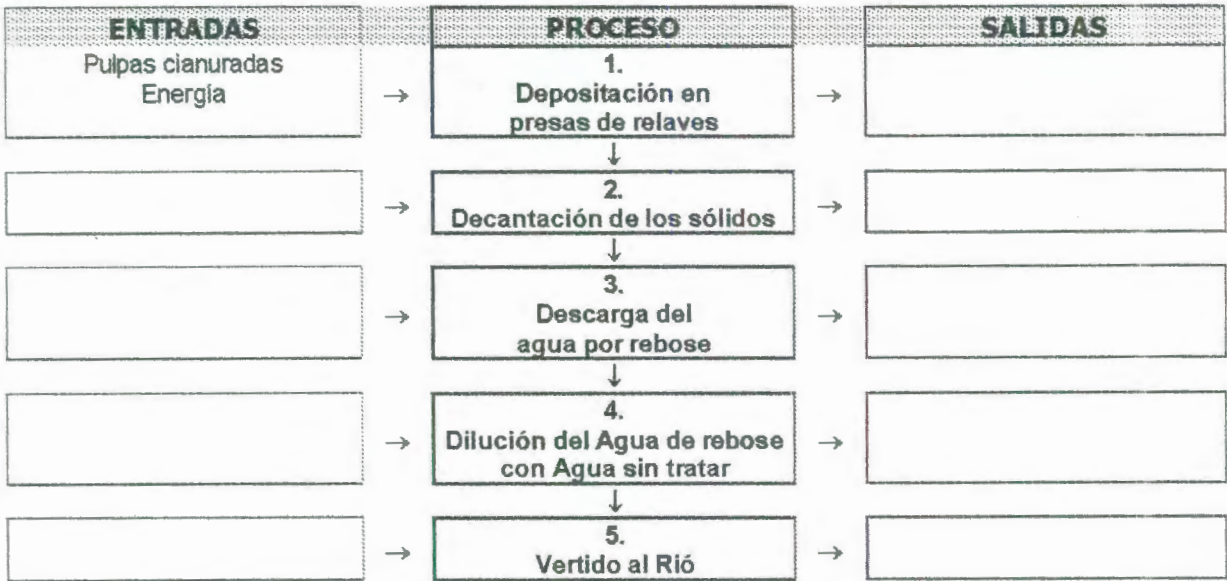 ENTRADAS
PROCESO
SALIDAS
Pulpas cianuradas
Energía
→
1.
Depositación en
presas de relaves
→
↓
→
2.
Decantación de los sólidos
→
↓
→
3.
Descarga del
agua por rebose
→
↓
→
4.
Dilución del Agua de rebose
con Agua sin tratar
→
↓
→
5.
Vertido al Rió
→